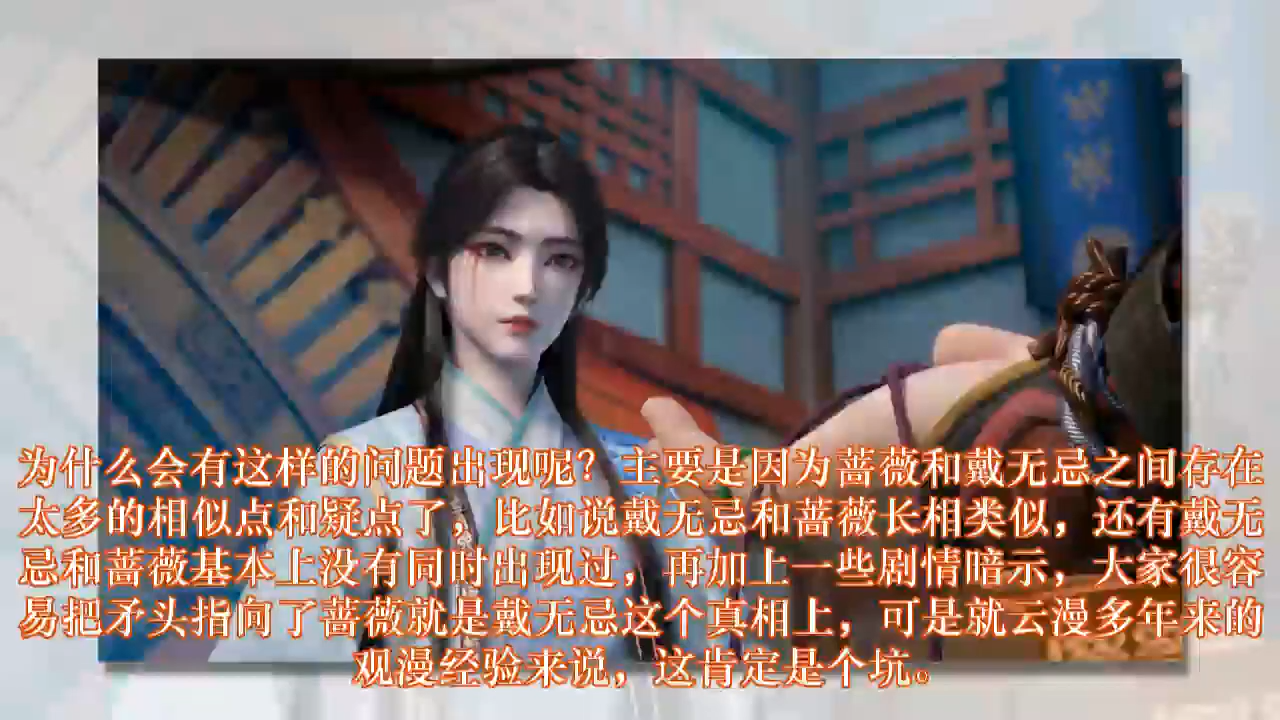 为什么会有这样的问题出现呢？主要是因为蔷薇和戴无忌之间存在
太多的相似点和疑点了，比如说戴无忌和蔷薇长相类似，还有戴无
忌和蔷薇基本上没有同时出现过，再加上一些剧情暗示，大家很容
易把矛头指向了蔷薇就是戴无忌这个真相上，可是就云漫多年来的
观漫经验来说，这肯定是个坑。